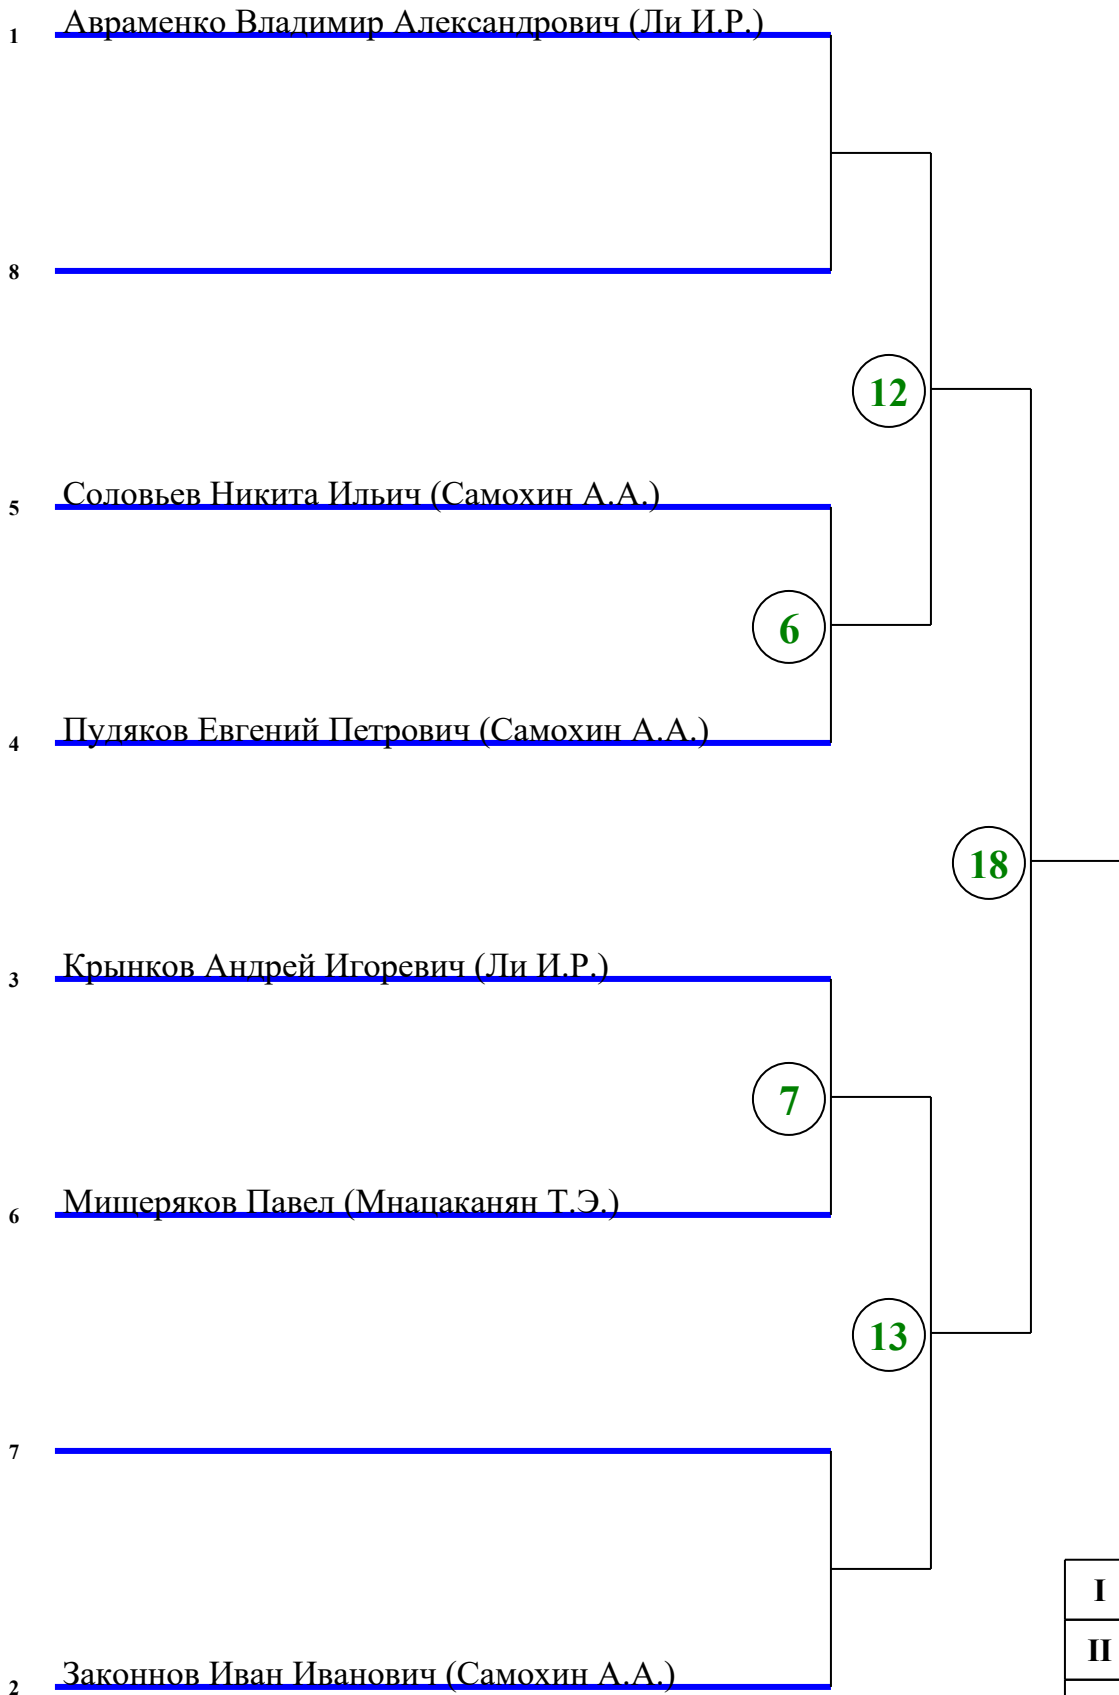 1 Авраменко Владимир Александрович (Ли И.Р.)
8
12
5 Соловьев Никита Ильич (Самохин А.А.)
6
4 Пудяков Евгений Петрович (Самохин А.А.)
18
3 Крынков Андрей Игоревич (Ли И.Р.)
7
6 Мищеряков Павел (Мнацаканян Т.Э.)
13
7
I
II
2 Законнов Иван Иванович (Самохин А.А.)